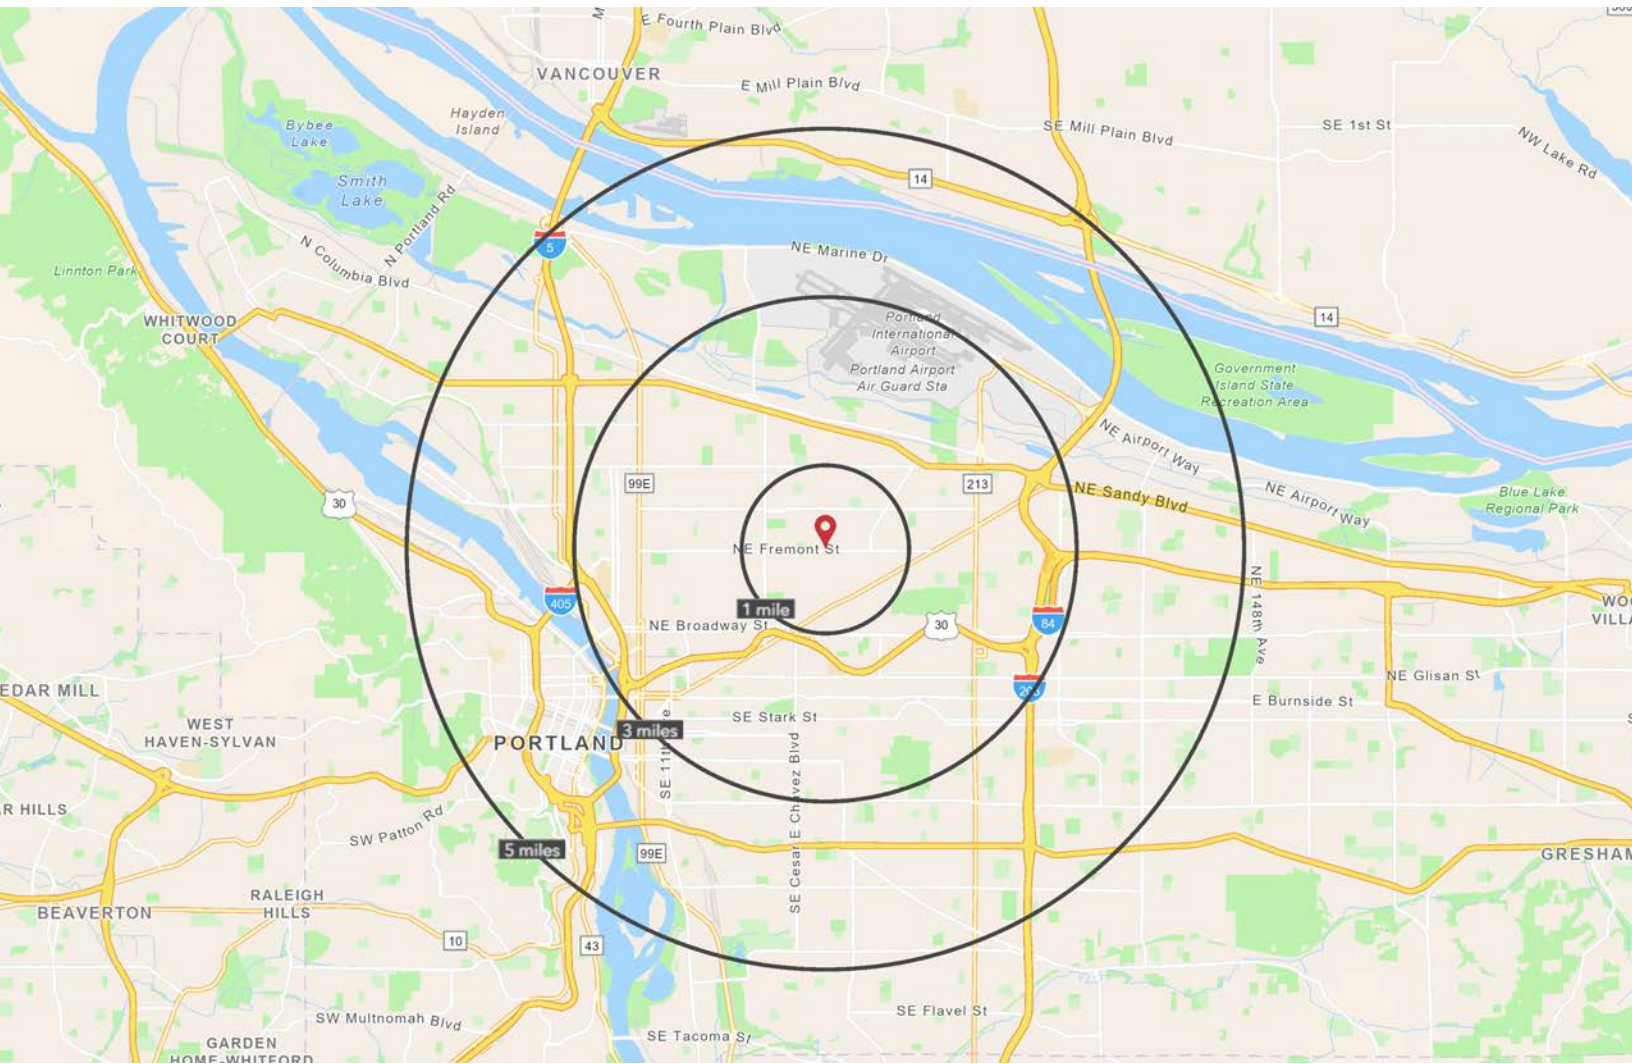 E Fourth Plain Blvd
VANCOUVER
E Mill Plain Blvd
Hayden
Island
Bybee
Lake
SE Mill Plain Blvd
SE 1st St
NW Lake Rd
14
Smith
Lake
N Portland Rd
5
N Columbia Blvd
NE Marine Dr
Linnton Park
WHITWOOD
COURT
14
Portland
International
Airport
Portland Airport
Air Guard Sta
Government
Island State
Recreation Area
NE Airport Way
30
99E
213
NE Sandy Blvd
NE Airport Way
Blue Lake
Regional Park
NE Fremont St
405
1 mile
NE Broadway St
30
84
NE 148th Ave
205
NE Glisan St
E Burnside St
EDAR MILL
WEST
HAVEN-SYLVAN
SE Stark St
3 miles
PORTLAND
SE 11th
SE Cesar E Chavez Blvd
R HILLS
SW Patton Rd
5 miles
99E
GRESHAM
RALEIGH
HILLS
BEAVERTON
10
43
SW Multnomah Blvd
SE Flavel St
SE Tacoma St
GARDEN
HOME-WHITFORD